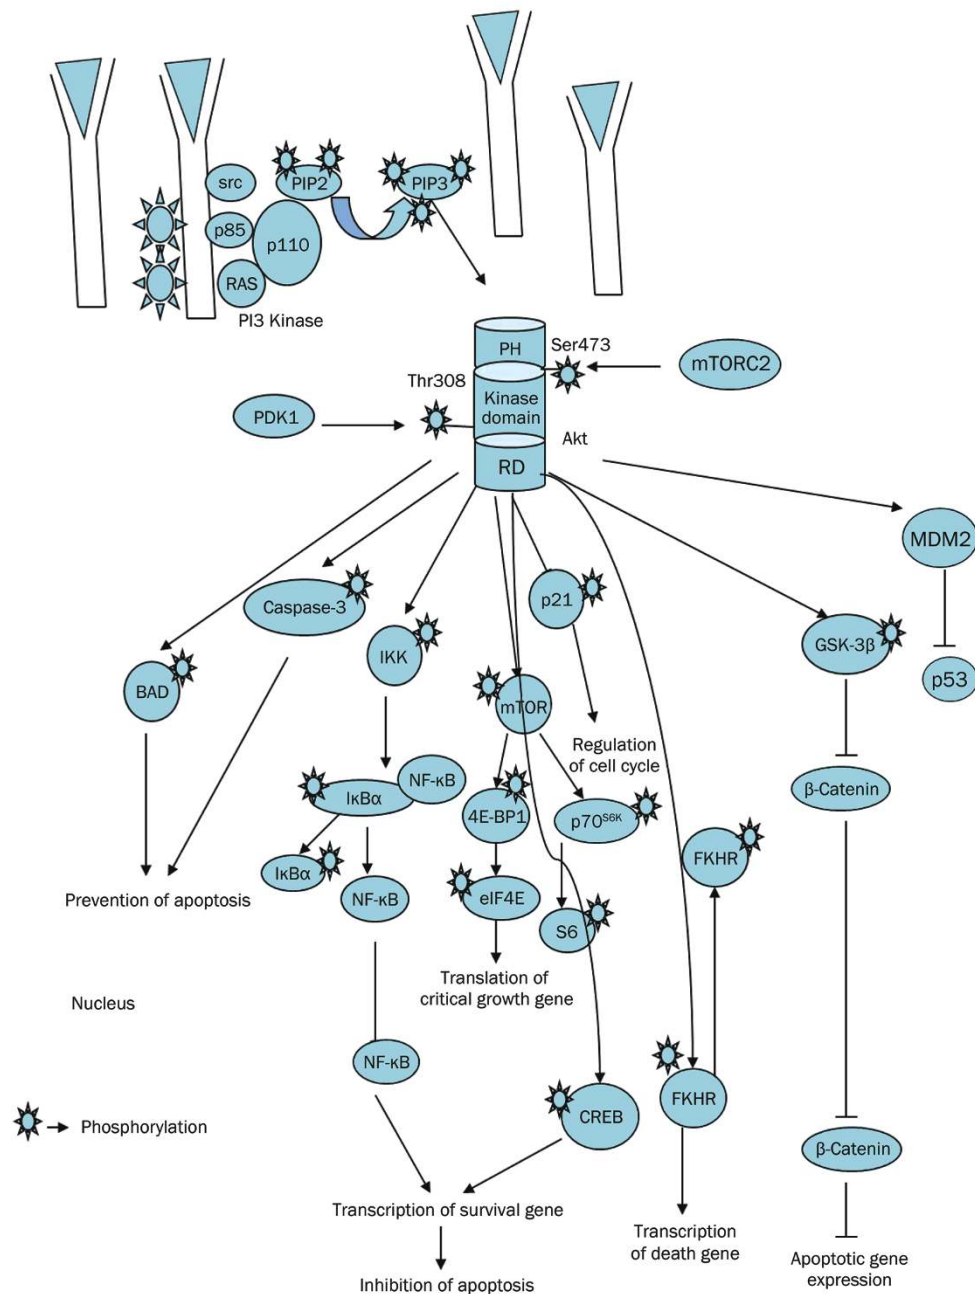 src
PIP2
PIP3
p85
p110
RAS
PI3 Kinase
PH
Ser473
mTORC2
Thr308
Kinase
domain
PDK1
Akt
RD
MDM2
Caspase-3
p21
IKK
GSK-3β
BAD
p53
mTOR
Regulation
of cell cycle
NF-κB
IκBα
β-Catenin
4E-BP1
p70S6K
FKHR
IκBα
NF-κB
eIF4E
Prevention of apoptosis
S6
Translation of
critical growth gene
Nucleus
NF-κB
FKHR
CREB
Phosphorylation
β-Catenin
Transcription of survival gene
Transcription
of death gene
Apoptotic gene
expression
Inhibition of apoptosis